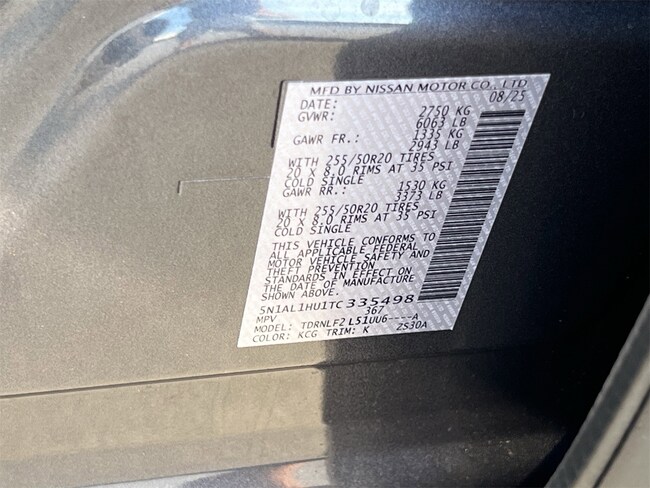 MFD BY NISSAN MOTOR CO., LTD
DATE: 08/25
GVWR: 2750 KG
6063 LB
GAWR FR.: 1335 KG
2943 LB
WITH 255/50R20 TIRES
20 X 8.0 RIMS AT 35 PSI
COLD SINGLE
GAWR RR.: 1530 KG
3373 LB
WITH 255/50R20 TIRES
20 X 8.0 RIMS AT 35 PSI
COLD SINGLE
THIS VEHICLE CONFORMS TO
ALL APPLICABLE FEDERAL
MOTOR VEHICLE SAFETY AND
THEFT PREVENTION
STANDARDS IN EFFECT ON
THE DATE OF MANUFACTURE
SHOWN ABOVE.
5N1AL1HU1TC335498
MPV 367
MODEL: TDRNLF2L51UU6----A
COLOR: KCG TRIM: K ZS30A